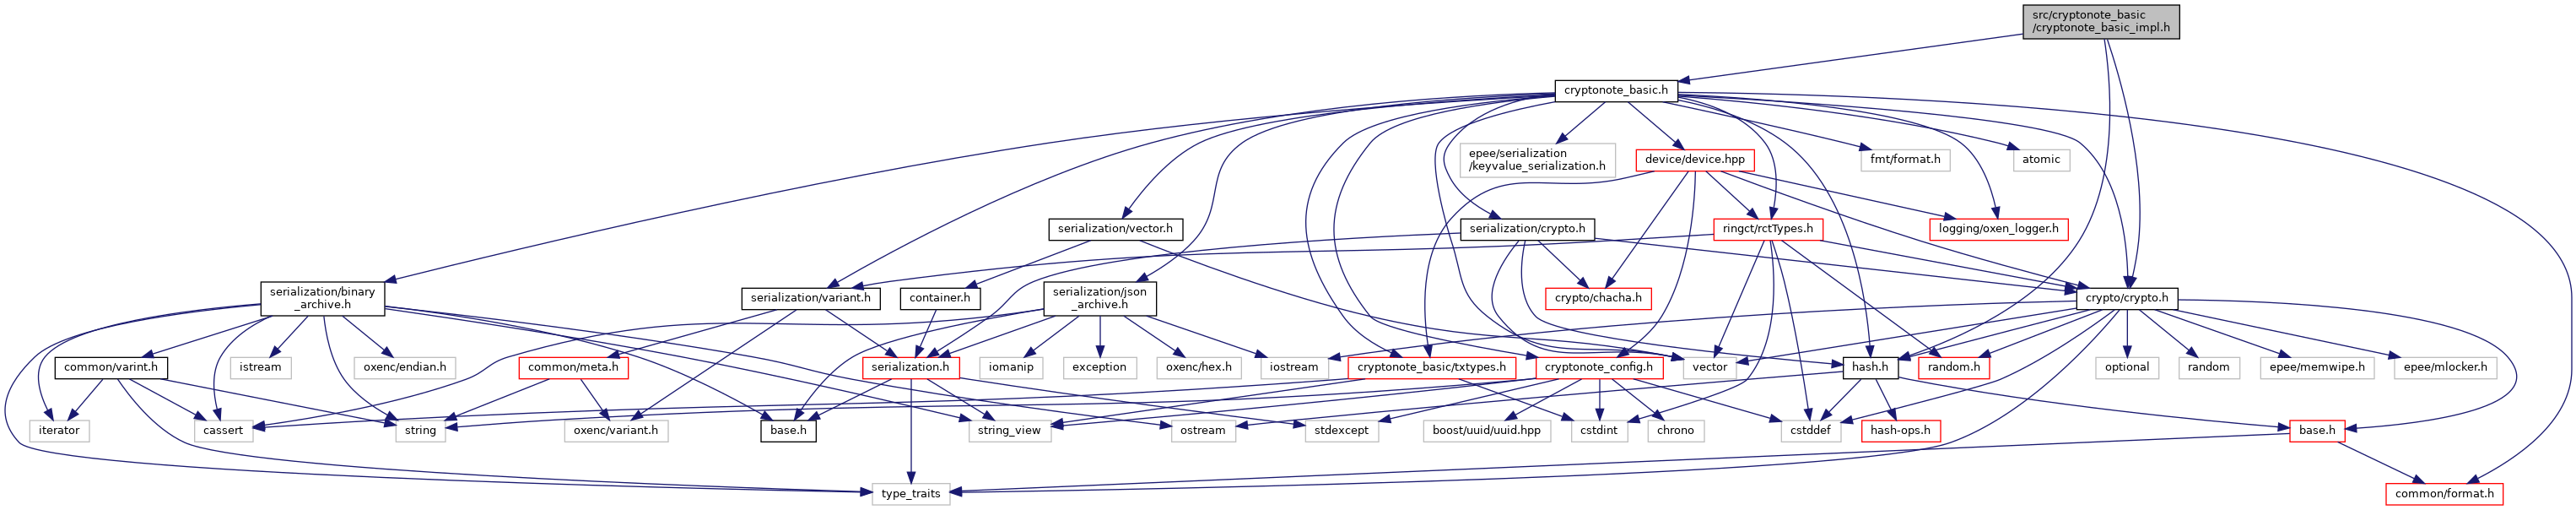 src/cryptonote_basic
/cryptonote_basic_impl.h
cryptonote_basic.h
epee/serialization
/keyvalue_serialization.h
device/device.hpp
fmt/format.h
atomic
serialization/vector.h
serialization/crypto.h
ringct/rctTypes.h
logging/oxen_logger.h
serialization/binary
_archive.h
serialization/variant.h
container.h
serialization/json
_archive.h
crypto/chacha.h
crypto/crypto.h
common/varint.h
istream
oxenc/endian.h
common/meta.h
serialization.h
iomanip
exception
oxenc/hex.h
iostream
cryptonote_basic/txtypes.h
cryptonote_config.h
vector
hash.h
random.h
optional
random
epee/memwipe.h
epee/mlocker.h
iterator
cassert
string
oxenc/variant.h
base.h
string_view
ostream
stdexcept
boost/uuid/uuid.hpp
cstdint
chrono
cstddef
hash-ops.h
base.h
type_traits
common/format.h